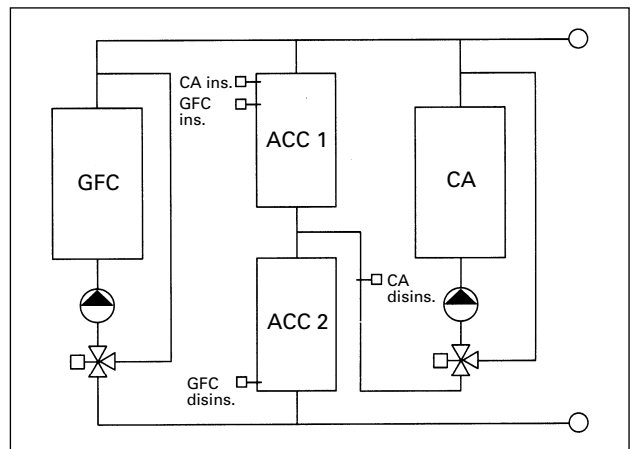 CA ins.
GFC
ins.
ACC 1
GFC
CA
CA
disins.
ACC 2
GFC
disins.